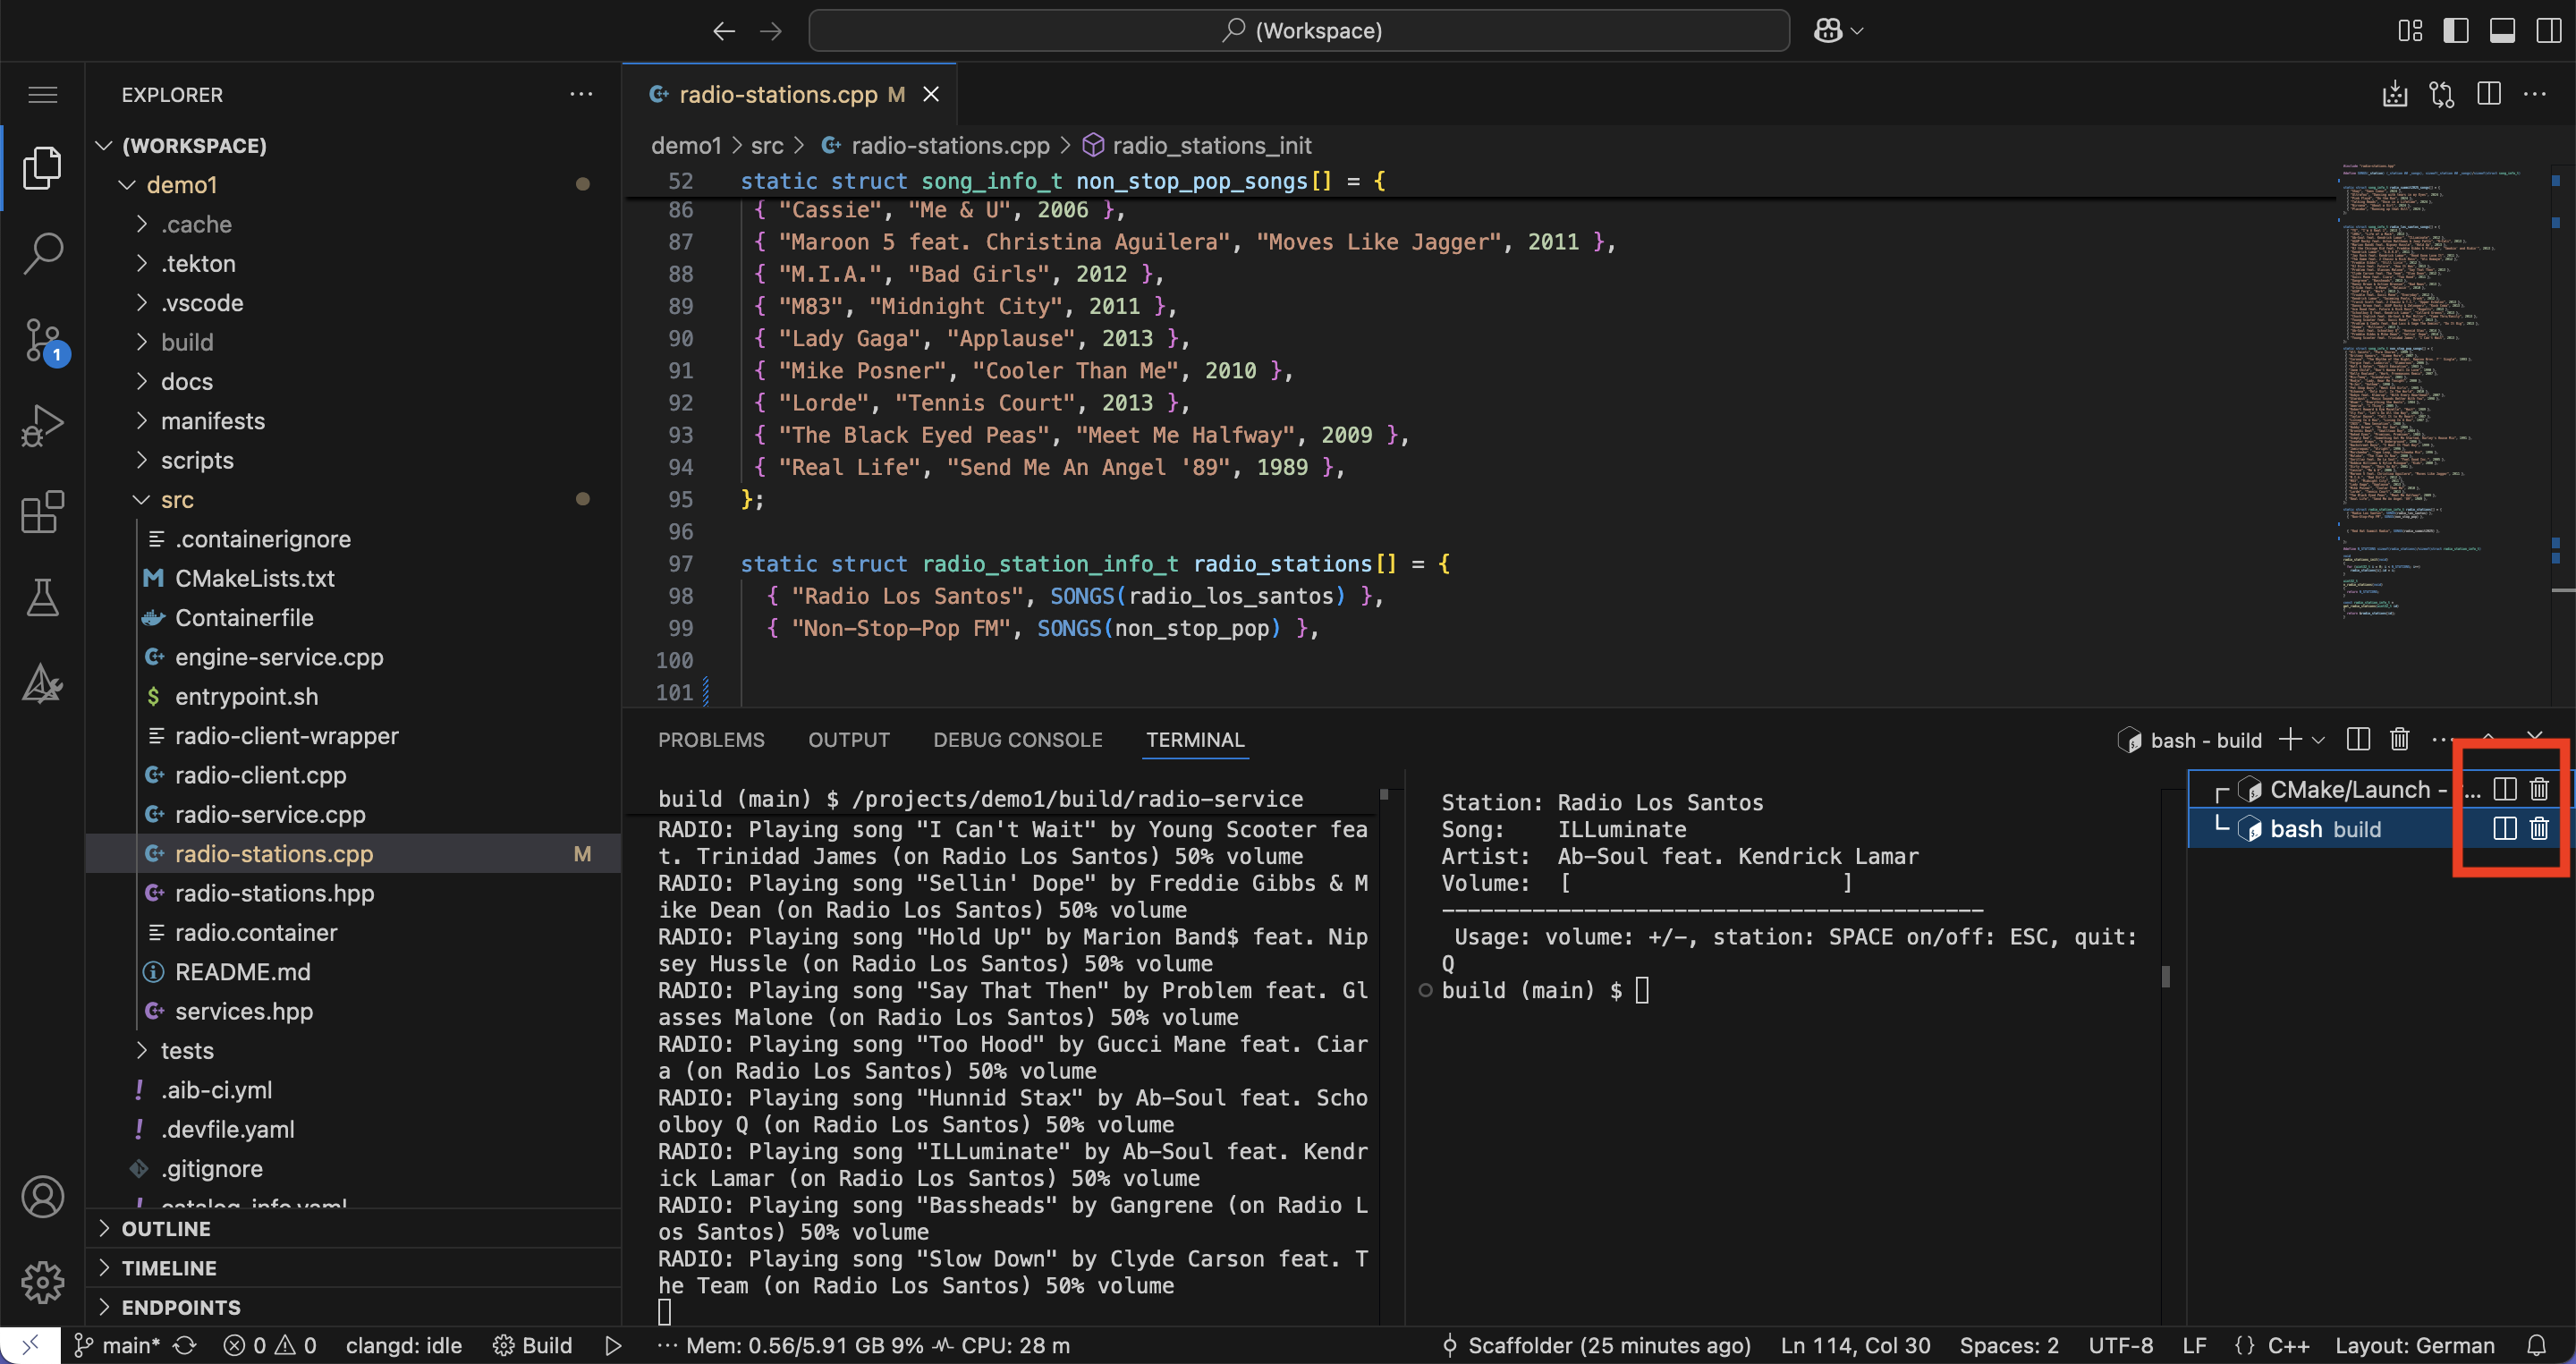 (Workspace)
EXPLORER
(WORKSPACE)
demo1
.cache
.tekton
.vscode
build
docs
manifests
scripts
src
.containerignore
CMakeLists.txt
Containerfile
engine-service.cpp
entrypoint.sh
radio-client-wrapper
radio-client.cpp
radio-service.cpp
radio-stations.cpp M
radio-stations.hpp
radio.container
README.md
services.hpp
tests
.aib-ci.yml
.devfile.yaml
.gitignore
catalog-info.yaml
OUTLINE
TIMELINE
ENDPOINTS
1
radio-stations.cpp M
demo1 > src > radio-stations.cpp > radio_stations_init
52 static struct song_info_t non_stop_pop_songs[] = {
86 { "Cassie", "Me & U", 2006 },
87 { "Maroon 5 feat. Christina Aguilera", "Moves Like Jagger", 2011 },
88 { "M.I.A.", "Bad Girls", 2012 },
89 { "M83", "Midnight City", 2011 },
90 { "Lady Gaga", "Applause", 2013 },
91 { "Mike Posner", "Cooler Than Me", 2010 },
92 { "Lorde", "Tennis Court", 2013 },
93 { "The Black Eyed Peas", "Meet Me Halfway", 2009 },
94 { "Real Life", "Send Me An Angel '89", 1989 },
95 };
96
97 static struct radio_station_info_t radio_stations[] = {
98 { "Radio Los Santos", SONGS(radio_los_santos) },
99 { "Non-Stop-Pop FM", SONGS(non_stop_pop) },
100
101
PROBLEMS OUTPUT DEBUG CONSOLE TERMINAL
bash - build
build (main) $ /projects/demo1/build/radio-service
RADIO: Playing song "I Can't Wait" by Young Scooter fea
t. Trinidad James (on Radio Los Santos) 50% volume
RADIO: Playing song "Sellin' Dope" by Freddie Gibbs & M
ike Dean (on Radio Los Santos) 50% volume
RADIO: Playing song "Hold Up" by Marion Band$ feat. Nip
sey Hussle (on Radio Los Santos) 50% volume
RADIO: Playing song "Say That Then" by Problem feat. Gl
asses Malone (on Radio Los Santos) 50% volume
RADIO: Playing song "Too Hood" by Gucci Mane feat. Ciar
a (on Radio Los Santos) 50% volume
RADIO: Playing song "Hunnid Stax" by Ab-Soul feat. Scho
olboy Q (on Radio Los Santos) 50% volume
RADIO: Playing song "ILLuminate" by Ab-Soul feat. Kendr
ick Lamar (on Radio Los Santos) 50% volume
RADIO: Playing song "Bassheads" by Gangrene (on Radio L
os Santos) 50% volume
RADIO: Playing song "Slow Down" by Clyde Carson feat. T
he Team (on Radio Los Santos) 50% volume
Station: Radio Los Santos
Song: ILLuminate
Artist: Ab-Soul feat. Kendrick Lamar
Volume: [ ]
------------------------------------------
Usage: volume: +/-, station: SPACE on/off: ESC, quit:
Q
build (main) $
CMake/Launch - ...
bash build
main* 0 0 clangd: idle Build ... Mem: 0.56/5.91 GB 9% CPU: 28 m Scaffolder (25 minutes ago) Ln 114, Col 30 Spaces: 2 UTF-8 LF {} C++ Layout: German